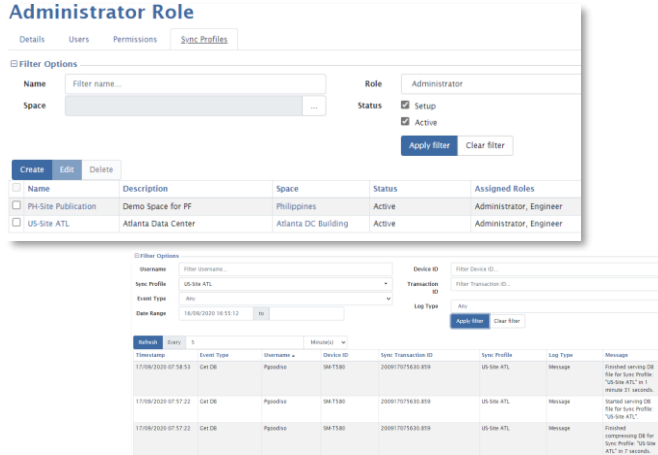 Administrator Role
Details Users Permissions Sync Profiles
Filter Options
Name Filter name... Role Administrator
Space ... Status Setup
Active
Apply filter Clear filter
Create Edit Delete
Name Description Space Status Assigned Roles
PH-Site Publication Demo Space for PF Philippines Active Administrator, Engineer
US-Site ATL Atlanta Data Center Atlanta DC Building Active Administrator, Engineer
Filter Options
Username Filter Username... Device ID Filter Device ID...
Sync Profile US-Site ATL Transaction ID Filter Transaction ID...
Event Type Any Log Type Any
Date Range 16/09/2020 16:55:12 to
Apply filter Clear filter
Refresh Every 5 Minute(s)
Timestamp Event Type Username Device ID Sync Transaction ID Sync Profile Log Type Message
17/09/2020 07:58:53 Get DB Pgoodiso SM-T580 200917075630.859 US-Site ATL Message Finished serving DB
file for Sync Profile:
"US-Site ATL" in 1
minute 31 seconds.
17/09/2020 07:57:22 Get DB Pgoodiso SM-T580 200917075630.859 US-Site ATL Message Started serving DB
file for Sync Profile:
"US-Site ATL".
17/09/2020 07:57:22 Get DB Pgoodiso SM-T580 200917075630.859 US-Site ATL Message Finished
compressing DB for
Sync Profile: "US-Site
ATL" in 7 seconds.